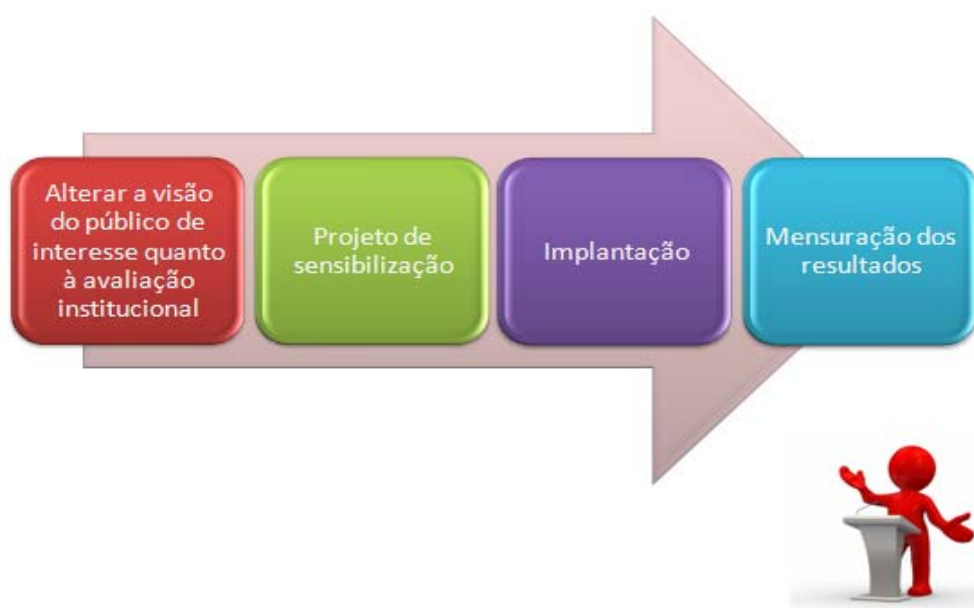 Alterar a visão
do público de
interesse quanto
à avaliação
institucional
Projeto de
sensibilização
Implantação
Mensuração dos
resultados